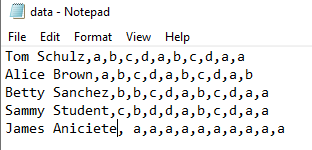 data - Notepad
File Edit Format View Help
Tom Schulz,a,b,c,d,a,b,c,d,a,a
Alice Brown,a,b,c,d,a,b,c,d,a,b
Betty Sanchez,b,b,c,d,a,b,c,d,a,a
Sammy Student,c,b,d,d,a,b,c,d,a,a
James Aniciete, a,a,a,a,a,a,a,a,a,a